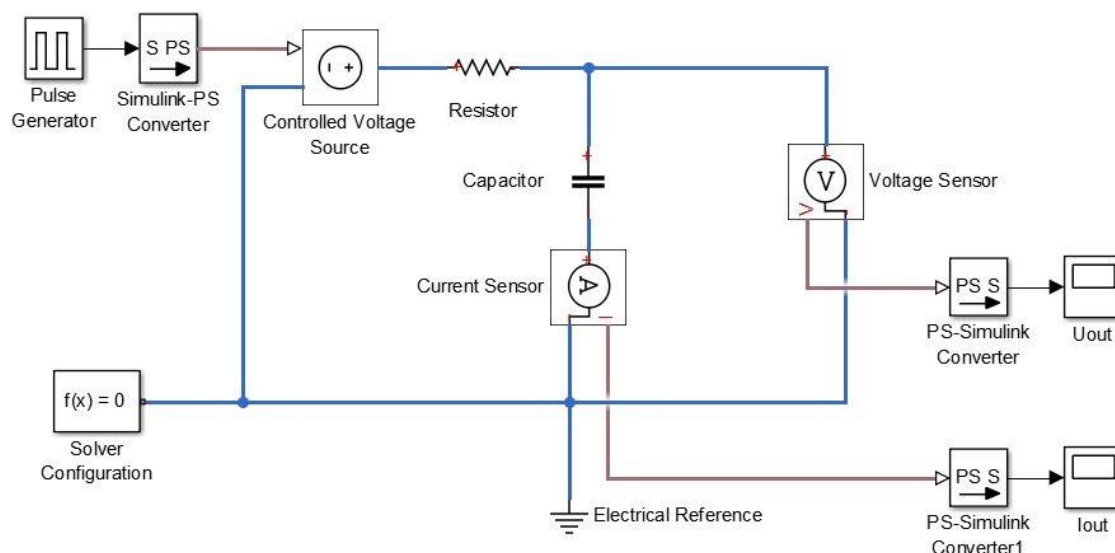 S PS
Pulse
Generator
Simulink-PS
Converter
- +
Controlled Voltage
Source
+
Resistor
+
Capacitor
+
V
V
Voltage Sensor
+
A
I
Current Sensor
PS S
PS-Simulink
Converter
Uout
f(x) = 0
Solver
Configuration
Electrical Reference
PS S
PS-Simulink
Converter1
Iout